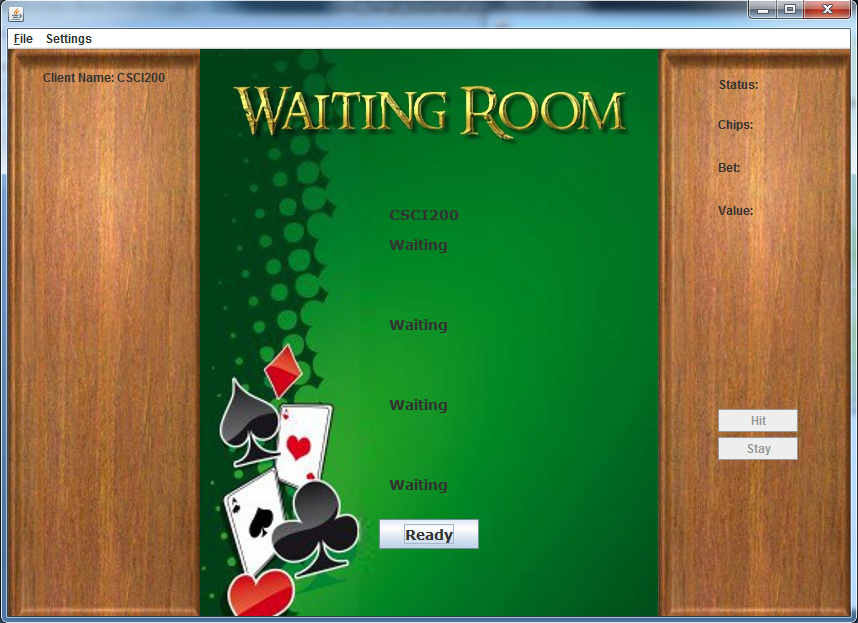 File Settings
Client Name: CSCI200
WAITING ROOM
CSCI200
Waiting
Waiting
Waiting
Waiting
Ready
Status:
Chips:
Bet:
Value:
Hit
Stay